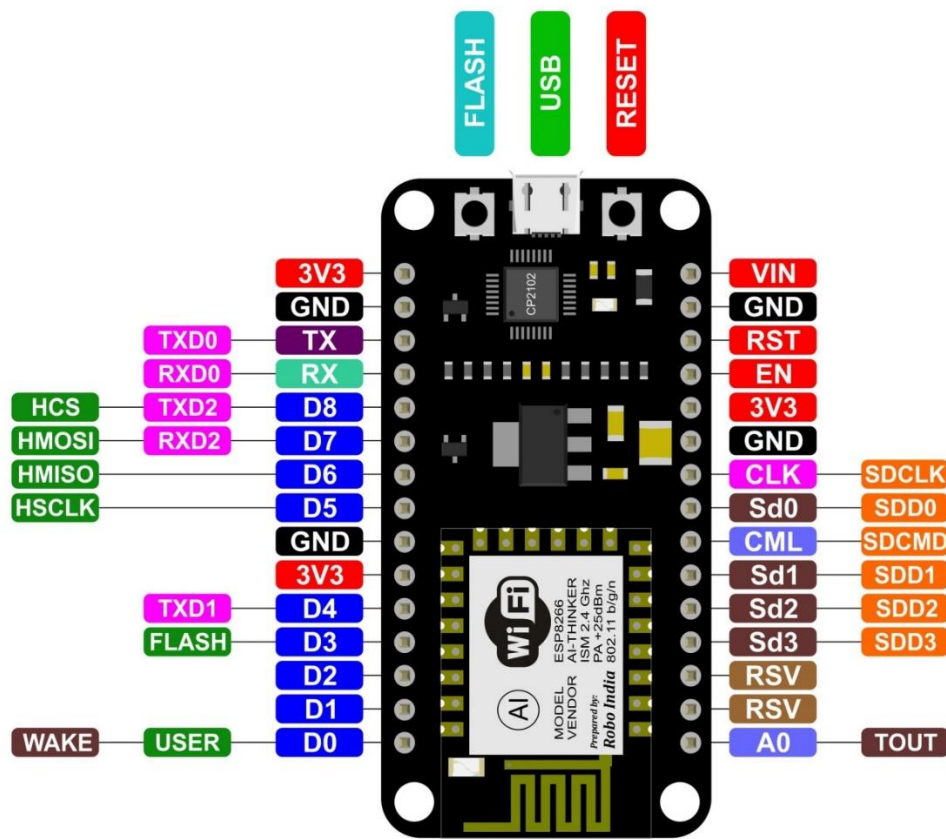 FLASH
USB
RESET
3V3
VIN
GND
GND
TXD0 TX
RST
RXD0 RX
EN
HCS TXD2 D8
3V3
HMOSI RXD2 D7
GND
HMISO D6
CLK SDCLK
HSCLK D5
Sd0 SDD0
GND
CML SDCMD
3V3
Sd1 SDD1
TXD1 D4
Sd2 SDD2
FLASH D3
Sd3 SDD3
D2
RSV
D1
RSV
WAKE USER D0
A0 TOUT
CP2102
WiFi
AI
MODEL ESP8266
VENDOR AI-THINKER
ISM 2.4 Ghz
PA +25dBm
802.11 b/g/n
Prepared by:
Robo India